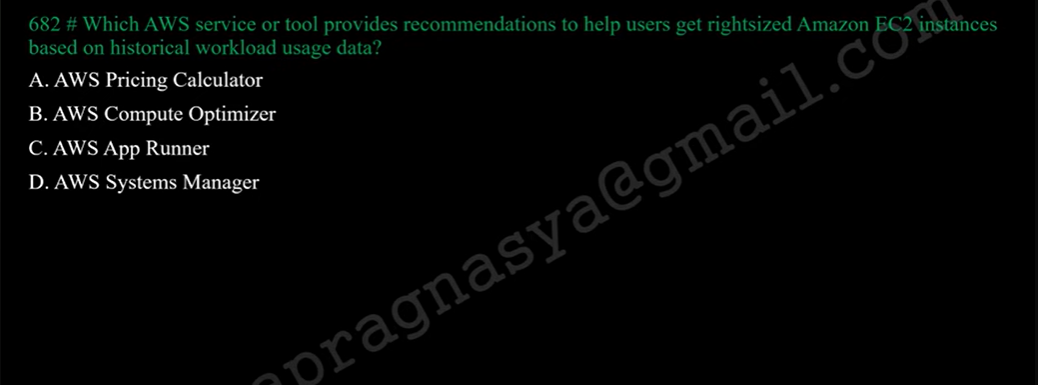 682 # Which AWS service or tool provides recommendations to help users get rightsized Amazon EC2 instances
based on historical workload usage data?
A. AWS Pricing Calculator
B. AWS Compute Optimizer
C. AWS App Runner
D. AWS Systems Manager
pragnasya@gmail.com